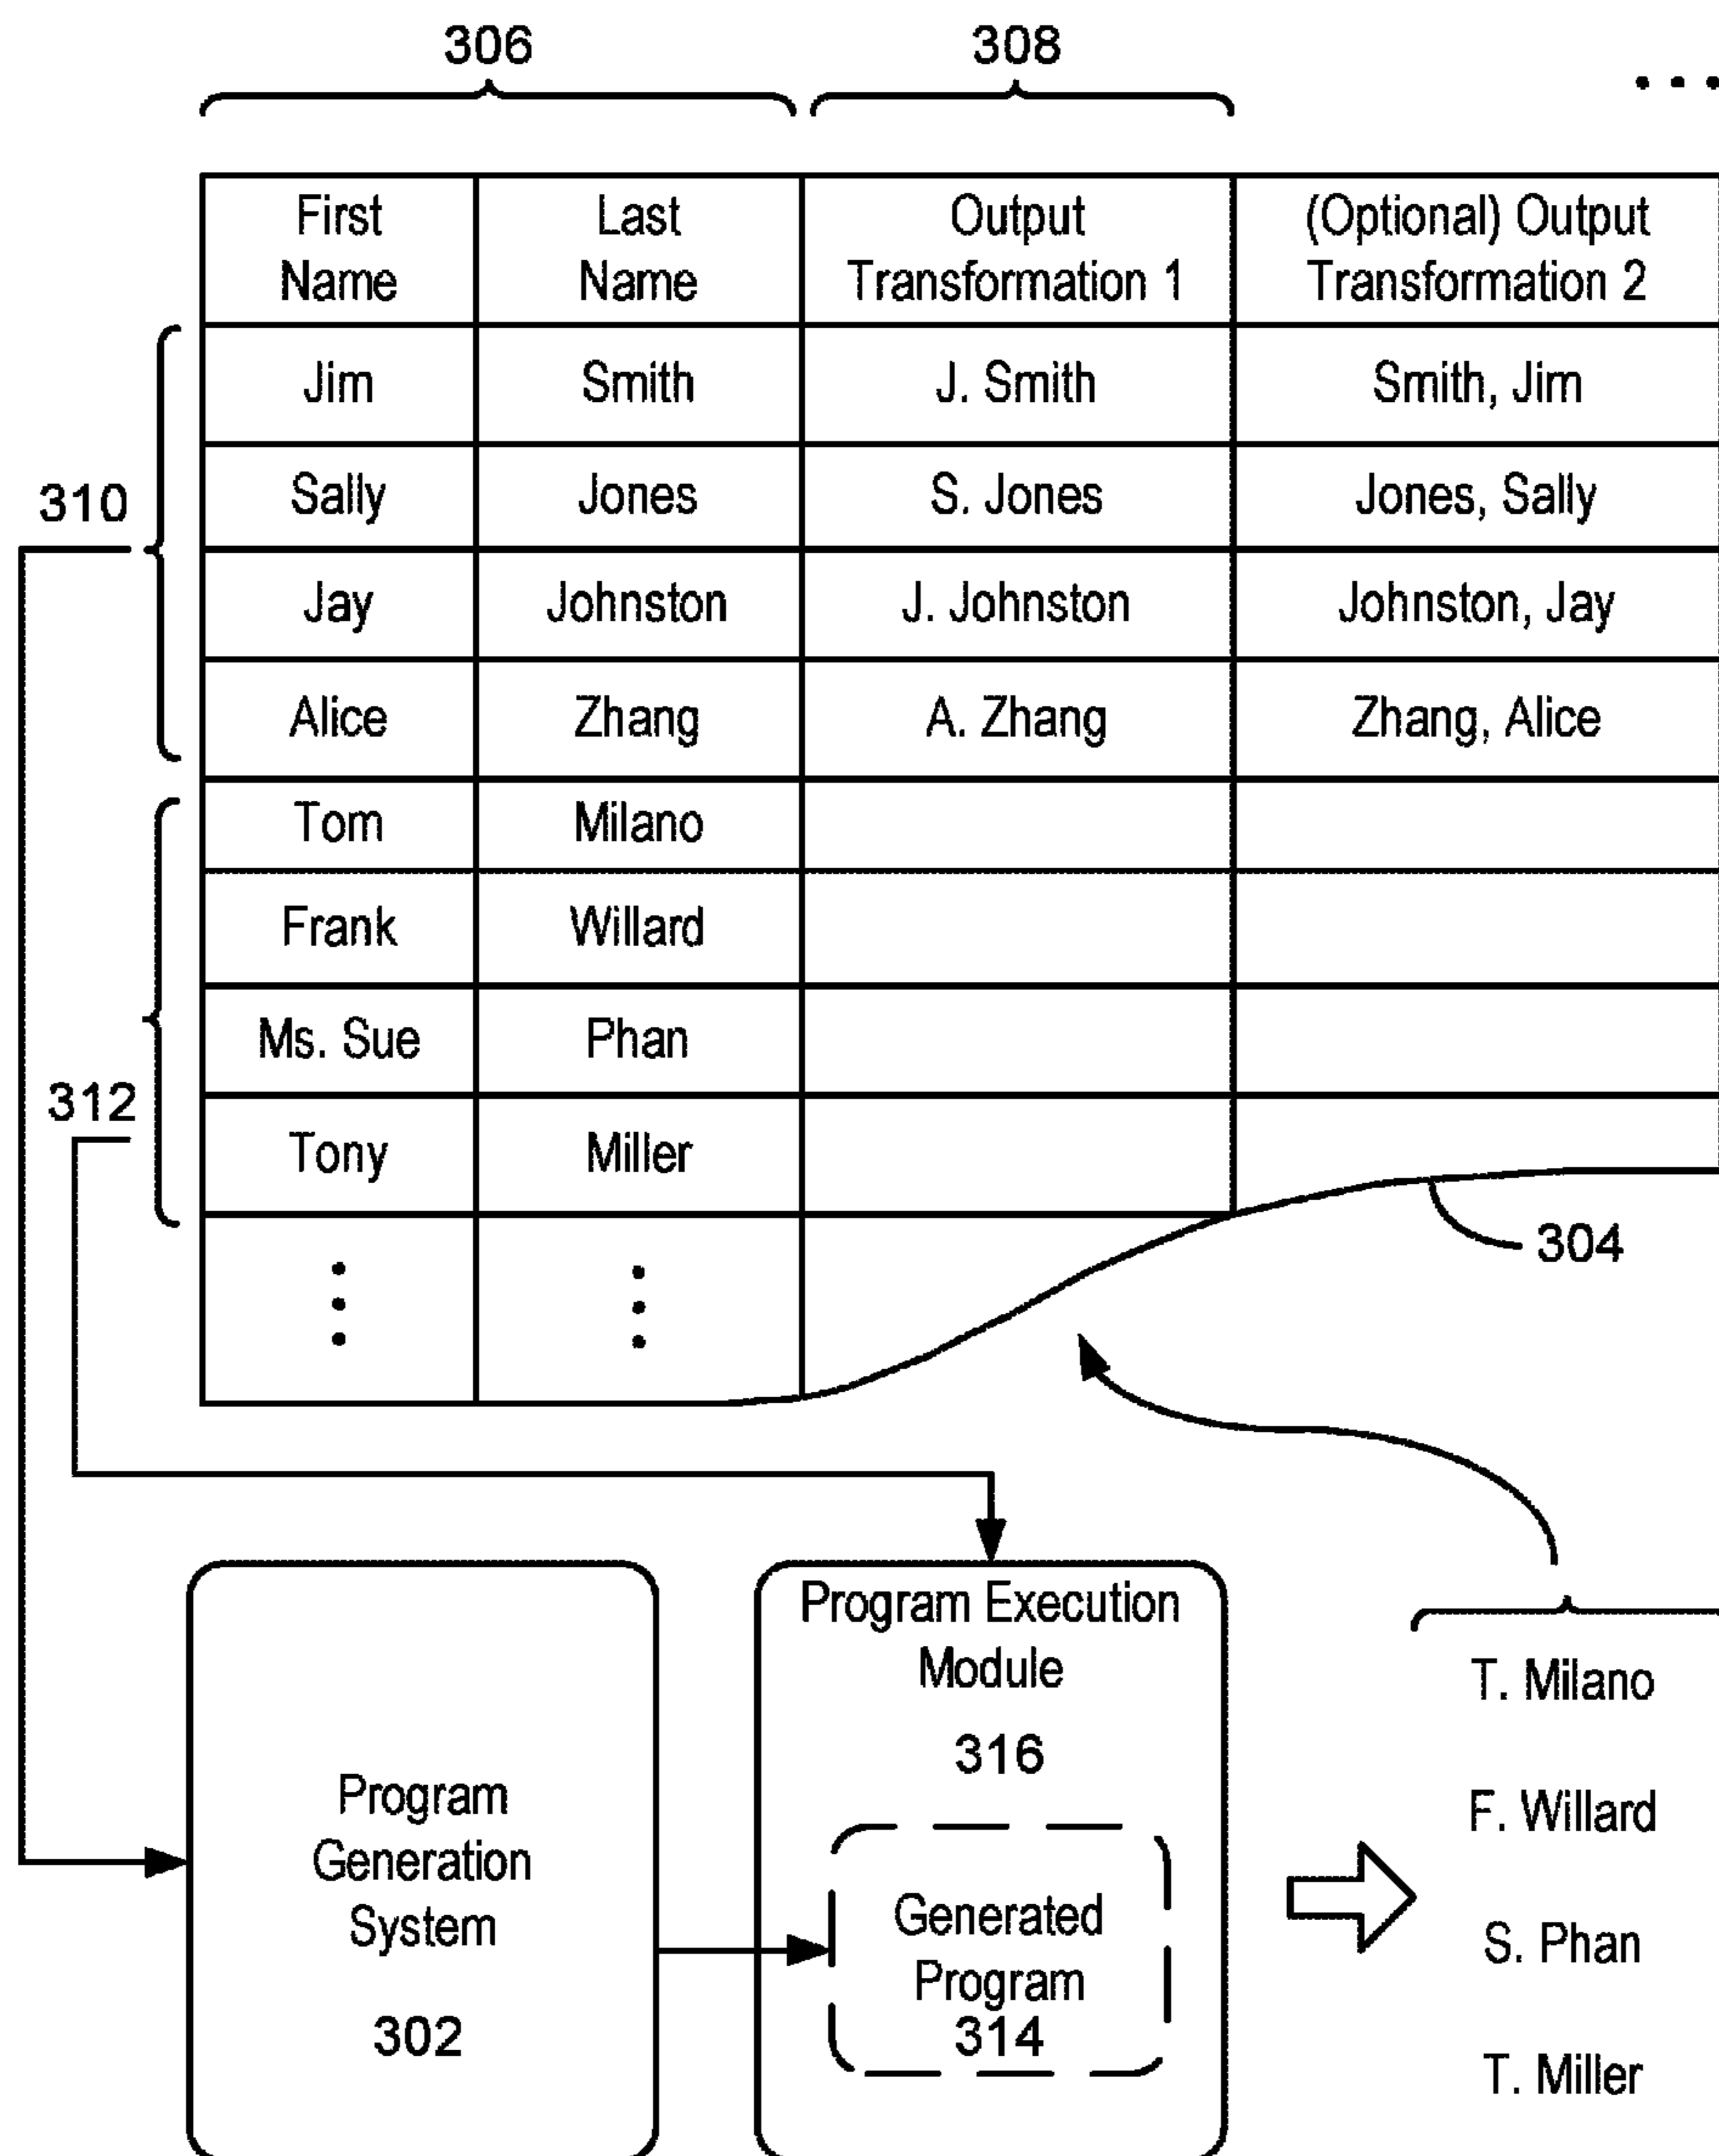 306 308
...
First Name Last Name Output Transformation 1 (Optional) Output Transformation 2
Jim Smith J. Smith Smith, Jim
310 Sally Jones S. Jones Jones, Sally
Jay Johnston J. Johnston Johnston, Jay
Alice Zhang A. Zhang Zhang, Alice
Tom Milano
Frank Willard
Ms. Sue Phan
312
Tony Miller
304
Program Generation System
302
Program Execution
Module
316
Generated
Program
314
T. Milano
F. Willard
S. Phan
T. Miller